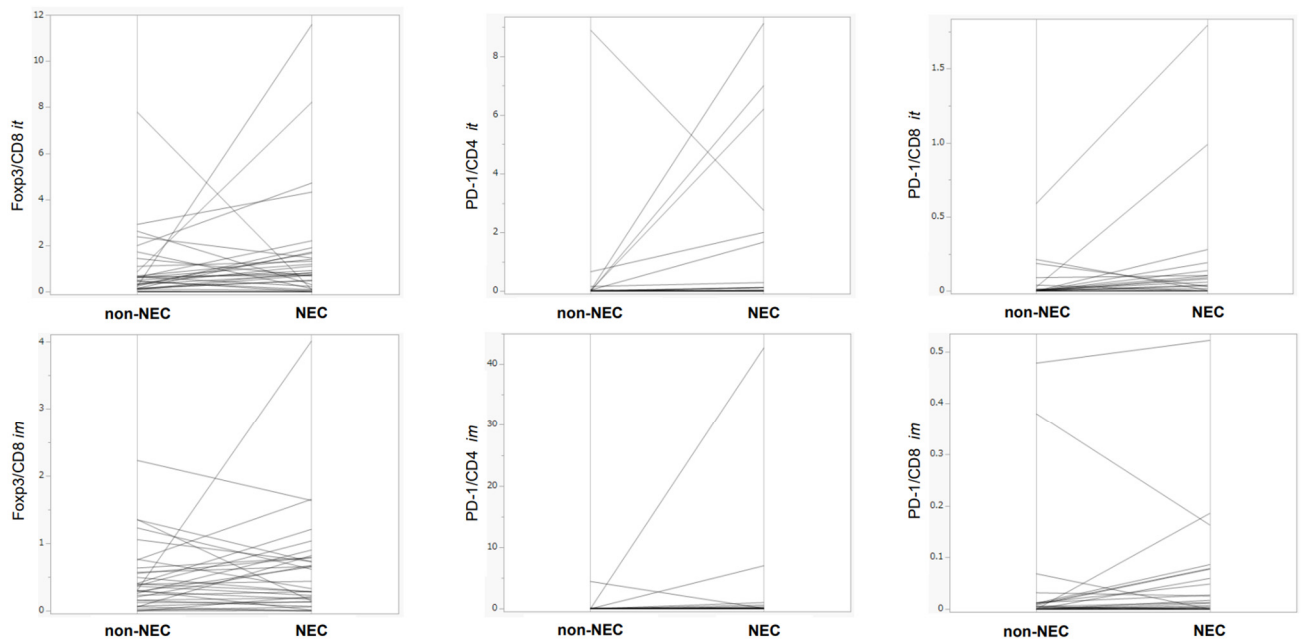 Foxp3/CD8 it
12
10
8
6
4
2
0
non-NEC NEC
PD-1/CD4 it
8
6
4
2
0
non-NEC NEC
PD-1/CD8 it
1.5
1.0
0.5
0
non-NEC NEC
Foxp3/CD8 im
4
3
2
1
0
non-NEC NEC
PD-1/CD4 im
40
30
20
10
0
non-NEC NEC
PD-1/CD8 im
0.5
0.4
0.3
0.2
0.1
0
non-NEC NEC